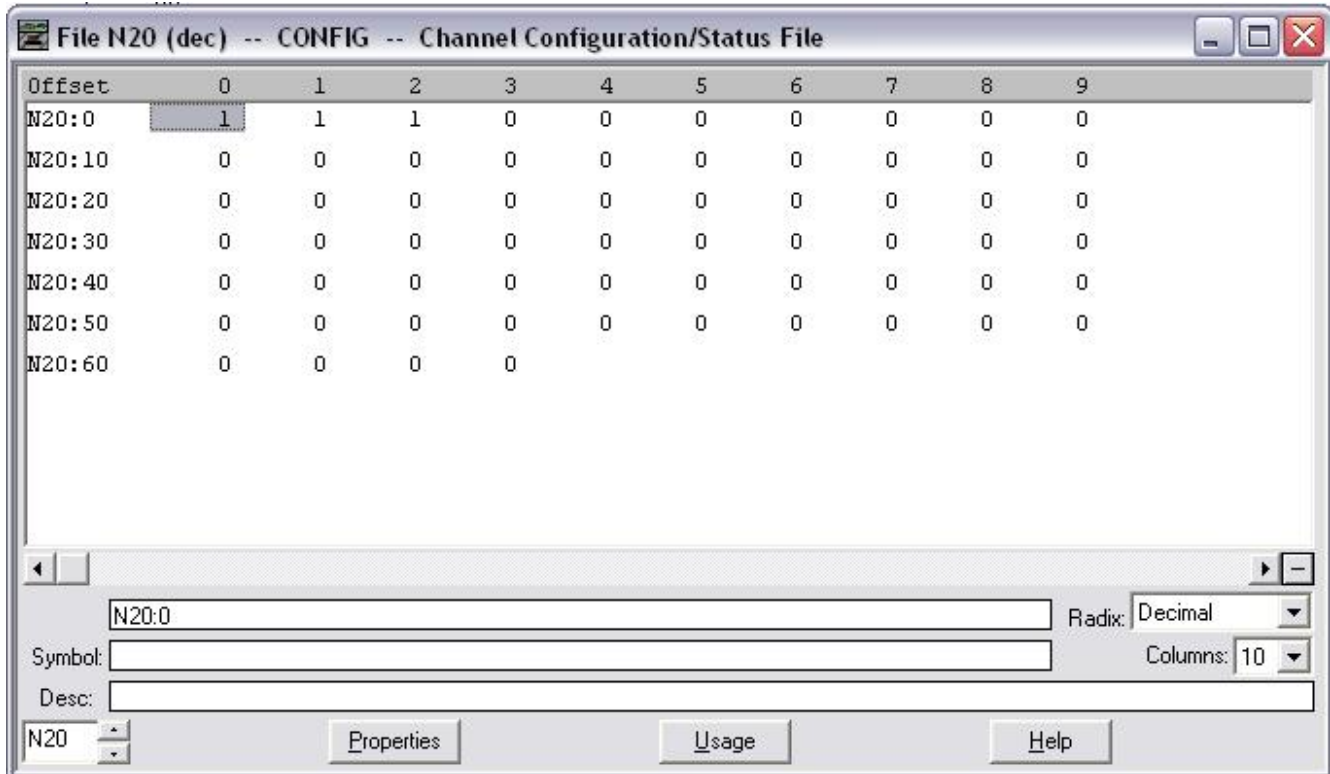 File N20 (dec) -- CONFIG -- Channel Configuration/Status File
Offset 0 1 2 3 4 5 6 7 8 9
N20:0 1 1 1 0 0 0 0 0 0 0
N20:10 0 0 0 0 0 0 0 0 0 0
N20:20 0 0 0 0 0 0 0 0 0 0
N20:30 0 0 0 0 0 0 0 0 0 0
N20:40 0 0 0 0 0 0 0 0 0 0
N20:50 0 0 0 0 0 0 0 0 0 0
N20:60 0 0 0 0
N20:0 Radix: Decimal
Symbol: Columns: 10
Desc:
N20 Properties Usage Help